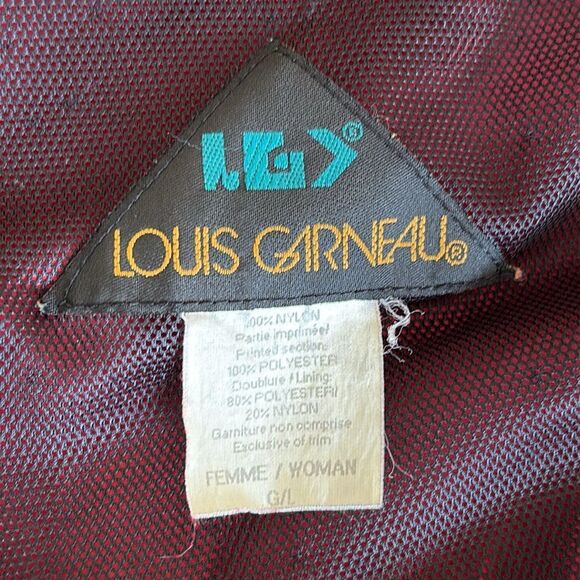 LG>®
LOUIS GARNEAU®
100% NYLON
Partie imprimée/
Printed section:
100% POLYESTER
Doublure / Lining:
80% POLYESTER/
20% NYLON
Garniture non comprise
Exclusive of trim
FEMME / WOMAN
G/L